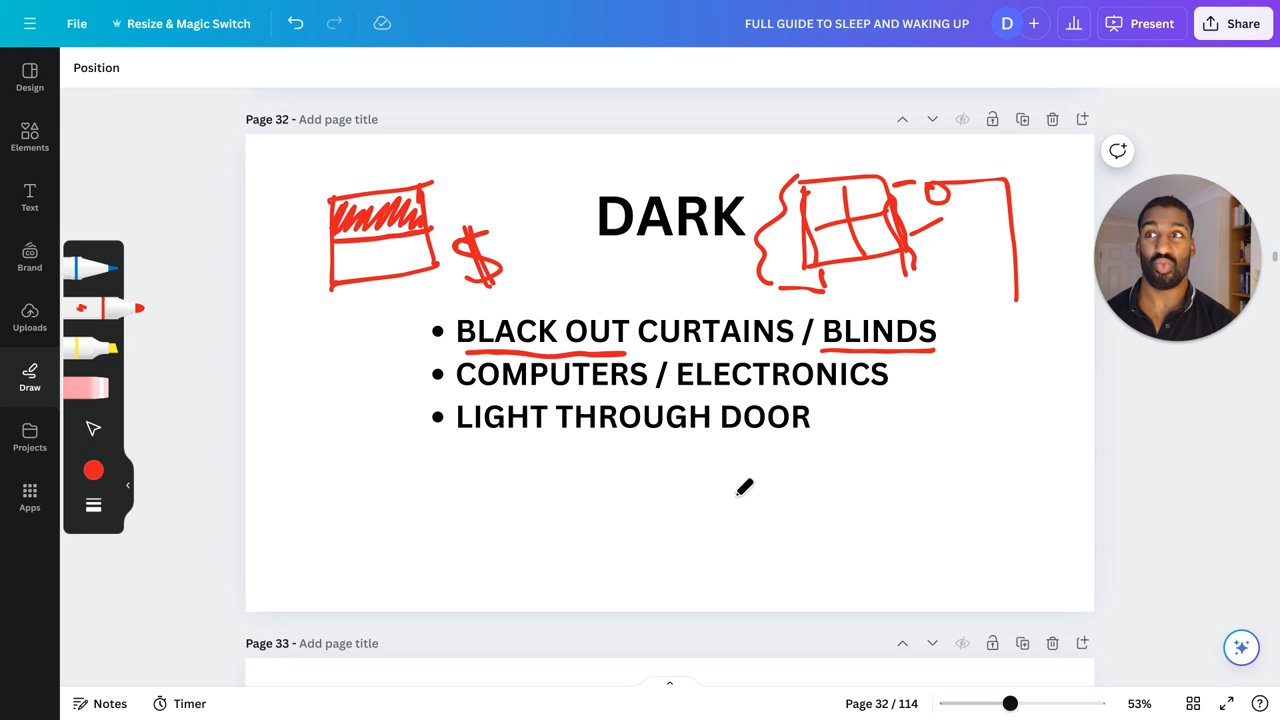 File
Resize & Magic Switch
FULL GUIDE TO SLEEP AND WAKING UP
D
+
Present
Share
Position
Design
Elements
Text
Brand
Uploads
Draw
Projects
Apps
Page 32 - Add page title
$
DARK
• BLACK OUT CURTAINS / BLINDS
• COMPUTERS / ELECTRONICS
• LIGHT THROUGH DOOR
Page 33 - Add page title
Notes
Timer
Page 32 / 114
53%